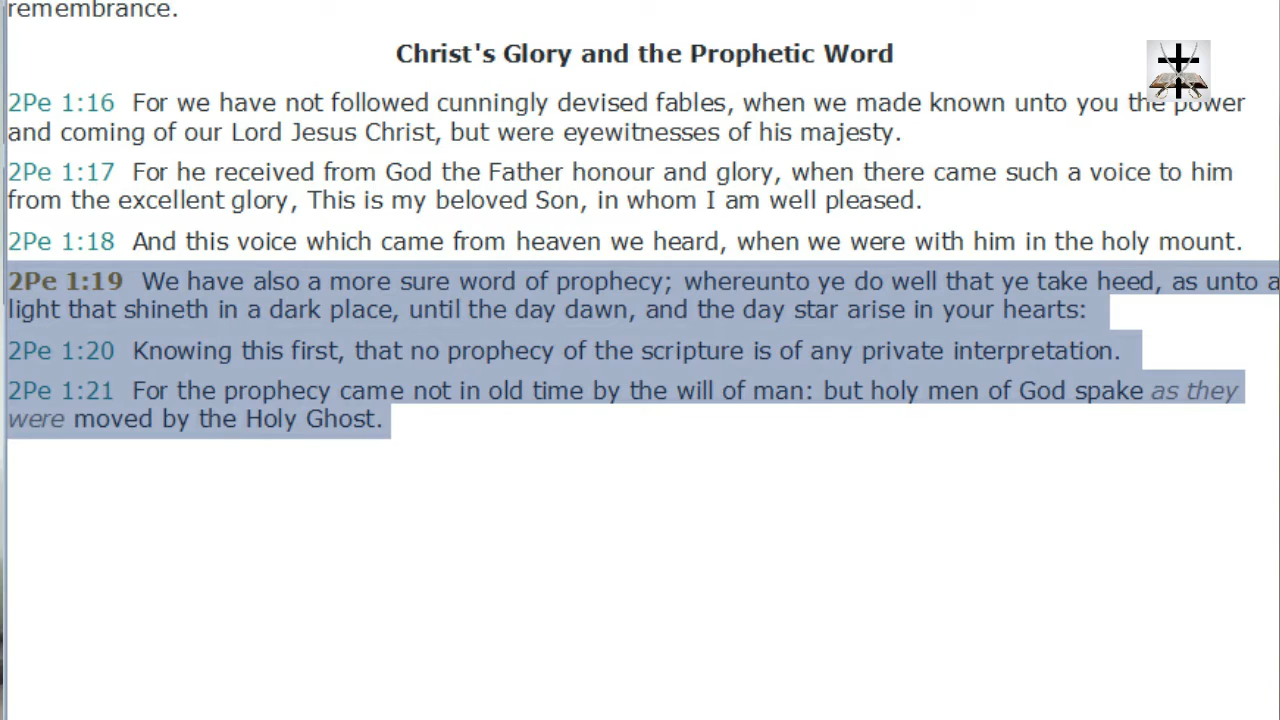 remembrance.
Christ's Glory and the Prophetic Word
2Pe 1:16 For we have not followed cunningly devised fables, when we made known unto you the power
and coming of our Lord Jesus Christ, but were eyewitnesses of his majesty.
2Pe 1:17 For he received from God the Father honour and glory, when there came such a voice to him
from the excellent glory, This is my beloved Son, in whom I am well pleased.
2Pe 1:18 And this voice which came from heaven we heard, when we were with him in the holy mount.
2Pe 1:19 We have also a more sure word of prophecy; whereunto ye do well that ye take heed, as unto a
light that shineth in a dark place, until the day dawn, and the day star arise in your hearts:
2Pe 1:20 Knowing this first, that no prophecy of the scripture is of any private interpretation.
2Pe 1:21 For the prophecy came not in old time by the will of man: but holy men of God spake as they
were moved by the Holy Ghost.